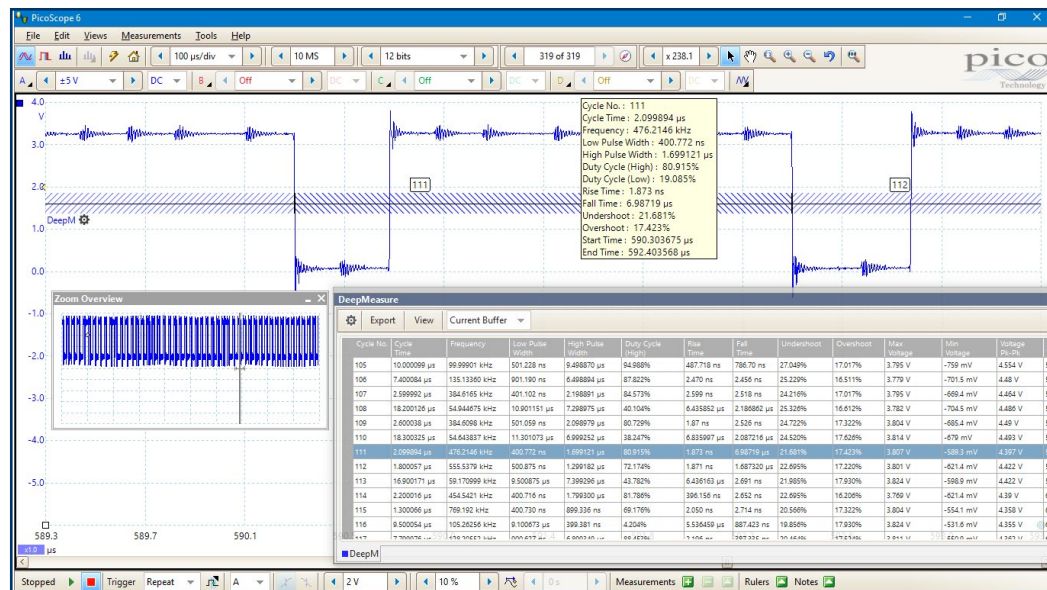 PicoScope 6
File Edit Views Measurements Tools Help
100 µs/div 10 MS 12 bits 319 of 319 x 238.1
pico
Technology
A ±5 V DC B Off DC C Off DC D Off DC
4.0
V
3.0
2.0
1.0
0.0
-1.0
-2.0
-3.0
-4.0
-5.0
DeepM
111
112
Cycle No. : 111
Cycle Time : 2.099894 µs
Frequency : 476.2146 kHz
Low Pulse Width : 400.772 ns
High Pulse Width : 1.699121 µs
Duty Cycle (High) : 80.915%
Duty Cycle (Low) : 19.085%
Rise Time : 1.873 ns
Fall Time : 6.98719 µs
Undershoot : 21.681%
Overshoot : 17.423%
Start Time : 590.303675 µs
End Time : 592.403568 µs
Zoom Overview
DeepMeasure
Export View Current Buffer
Cycle No. Cycle Time Frequency Low Pulse Width High Pulse Width Duty Cycle (High) Rise Time Fall Time Undershoot Overshoot Max Voltage Min Voltage Voltage Pk-Pk
105 10.000099 µs 99.99901 kHz 501.228 ns 9.498870 µs 94.988% 487.718 ns 786.70 ns 27.049% 17.017% 3.795 V -759 mV 4.554 V
106 7.400084 µs 135.13360 kHz 901.190 ns 6.498894 µs 87.822% 2.470 ns 2.456 ns 25.229% 16.511% 3.779 V -701.5 mV 4.48 V
107 2.599992 µs 384.6165 kHz 401.102 ns 2.198891 µs 84.573% 2.599 ns 2.518 ns 24.216% 17.017% 3.795 V -669.4 mV 4.464 V
108 18.200126 µs 54.944675 kHz 10.901151 µs 7.298975 µs 40.104% 6.435852 µs 2.186862 µs 25.326% 16.612% 3.782 V -704.5 mV 4.486 V
109 2.600038 µs 384.6098 kHz 501.059 ns 2.098979 µs 80.729% 1.87 ns 2.526 ns 24.722% 17.322% 3.804 V -685.4 mV 4.49 V
110 18.300325 µs 54.643837 kHz 11.301073 µs 6.999252 µs 38.247% 6.835997 µs 2.087216 µs 24.520% 17.626% 3.814 V -679 mV 4.493 V
111 2.099894 µs 476.2146 kHz 400.772 ns 1.699121 µs 80.915% 1.873 ns 6.98719 µs 21.681% 17.423% 3.807 V -589.3 mV 4.397 V
112 1.800057 µs 555.5379 kHz 500.875 ns 1.299182 µs 72.174% 1.871 ns 1.687320 µs 22.695% 17.220% 3.801 V -621.4 mV 4.422 V
113 16.900171 µs 59.170999 kHz 9.500875 µs 7.399296 µs 43.782% 6.436163 µs 2.691 ns 21.985% 17.930% 3.824 V -598.9 mV 4.422 V
114 2.200016 µs 454.5421 kHz 400.716 ns 1.799300 µs 81.786% 396.156 ns 2.652 ns 22.695% 16.206% 3.769 V -621.4 mV 4.39 V
115 1.300066 µs 769.192 kHz 400.730 ns 899.336 ns 69.176% 2.050 ns 2.714 ns 20.566% 17.322% 3.804 V -554.1 mV 4.358 V
116 9.500054 µs 105.26256 kHz 9.100673 µs 399.381 ns 4.204% 5.536459 µs 887.423 ns 19.856% 17.930% 3.824 V -531.6 mV 4.355 V
DeepM
589.3 589.7 590.1
x1.0 µs
Stopped Trigger Repeat A 2 V 10 % 0 s Measurements Rulers Notes